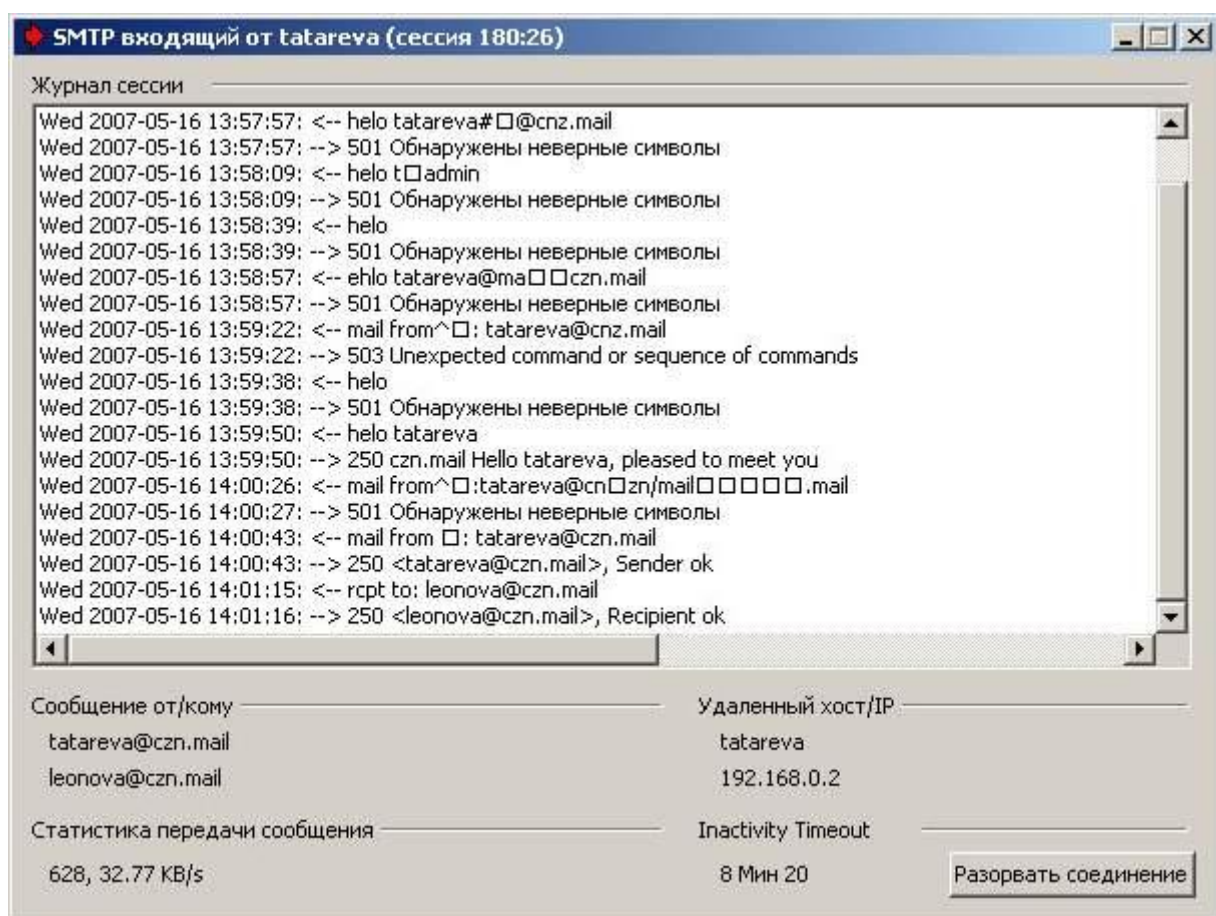 SMTP входящий от tatareva (сессия 180:26)
Журнал сессии
Wed 2007-05-16 13:57:57: <-- helo tatareva#□@cnz.mail
Wed 2007-05-16 13:57:57: --> 501 Обнаружены неверные символы
Wed 2007-05-16 13:58:09: <-- helo t□admin
Wed 2007-05-16 13:58:09: --> 501 Обнаружены неверные символы
Wed 2007-05-16 13:58:39: <-- helo
Wed 2007-05-16 13:58:39: --> 501 Обнаружены неверные символы
Wed 2007-05-16 13:58:57: <-- ehlo tatareva@ma□□czn.mail
Wed 2007-05-16 13:58:57: --> 501 Обнаружены неверные символы
Wed 2007-05-16 13:59:22: <-- mail from^□: tatareva@cnz.mail
Wed 2007-05-16 13:59:22: --> 503 Unexpected command or sequence of commands
Wed 2007-05-16 13:59:38: <-- helo
Wed 2007-05-16 13:59:38: --> 501 Обнаружены неверные символы
Wed 2007-05-16 13:59:50: <-- helo tatareva
Wed 2007-05-16 13:59:50: --> 250 czn.mail Hello tatareva, pleased to meet you
Wed 2007-05-16 14:00:26: <-- mail from^□:tatareva@cn□zn/mail□□□□□.mail
Wed 2007-05-16 14:00:27: --> 501 Обнаружены неверные символы
Wed 2007-05-16 14:00:43: <-- mail from □: tatareva@czn.mail
Wed 2007-05-16 14:00:43: --> 250 <tatareva@czn.mail>, Sender ok
Wed 2007-05-16 14:01:15: <-- rcpt to: leonova@czn.mail
Wed 2007-05-16 14:01:16: --> 250 <leonova@czn.mail>, Recipient ok
Сообщение от/кому
tatareva@czn.mail
leonova@czn.mail
Удаленный хост/IP
tatareva
192.168.0.2
Статистика передачи сообщения
628, 32.77 KB/s
Inactivity Timeout
8 Мин 20
Разорвать соединение